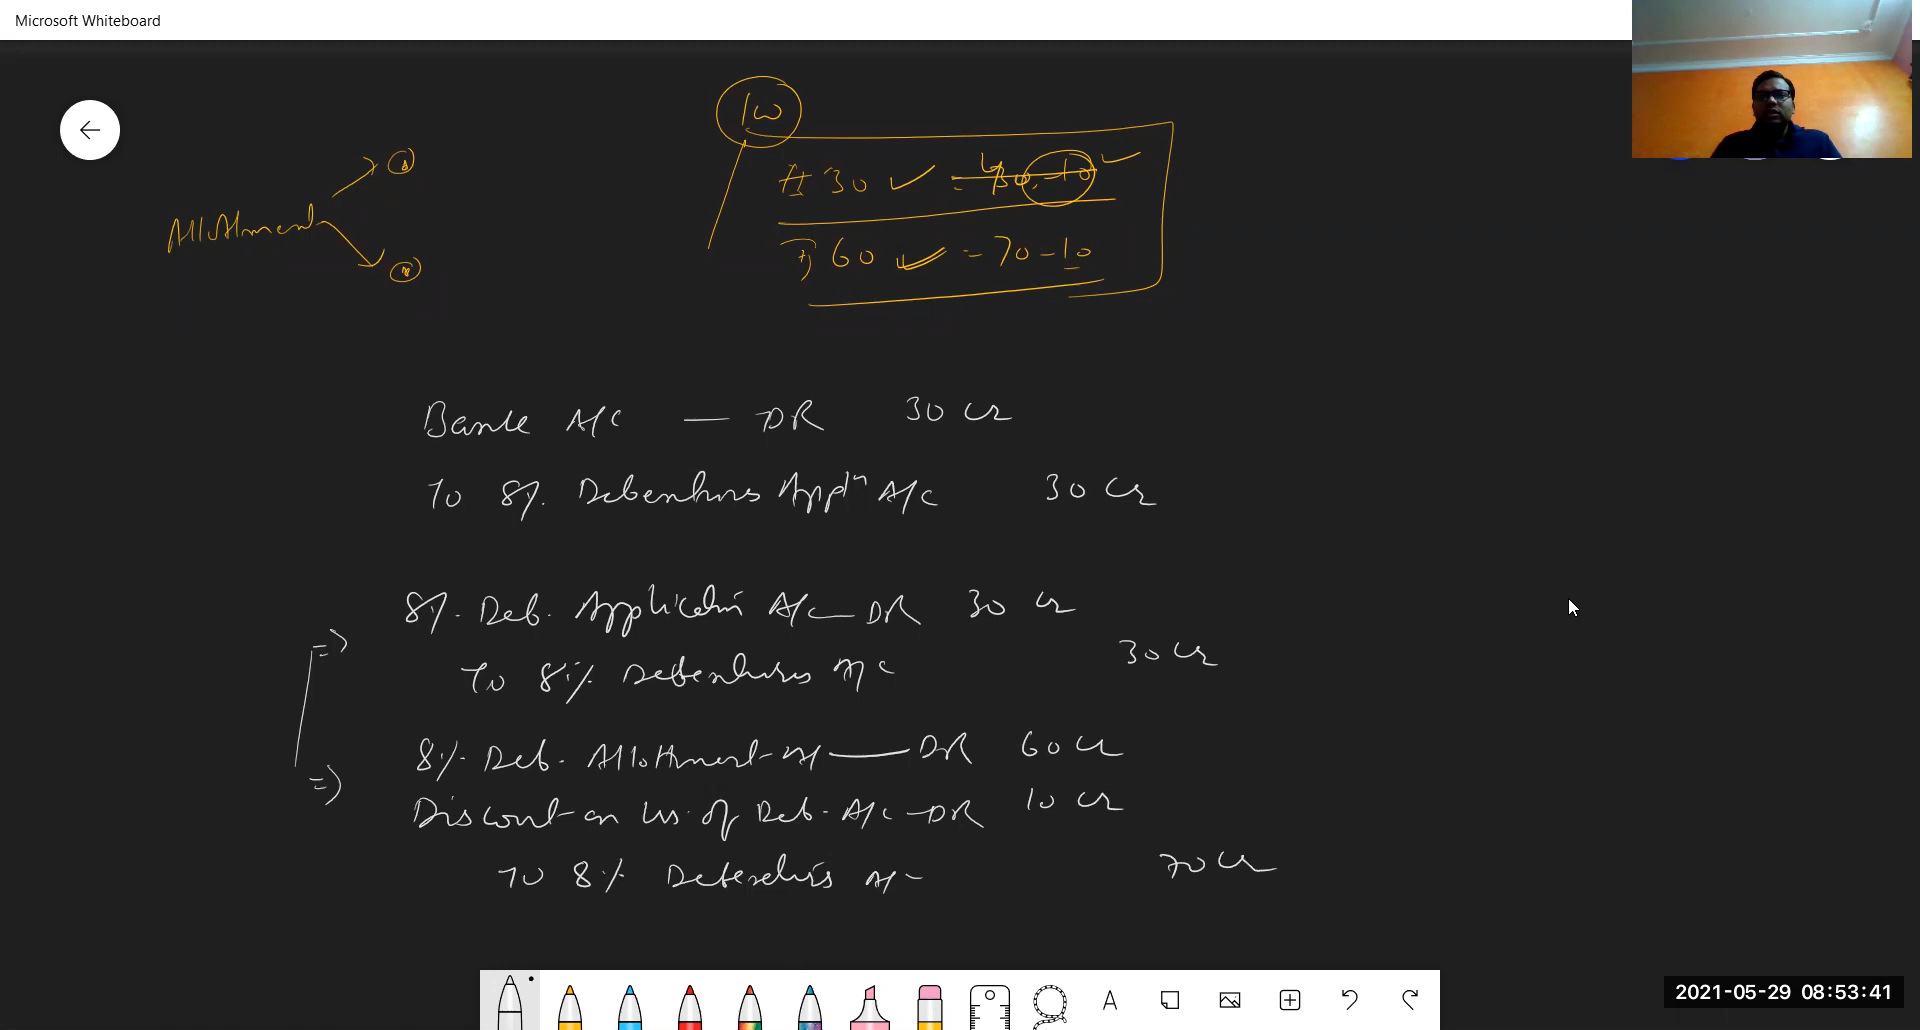 Microsoft Whiteboard
100
30 = 40 - 10
60 = 70 - 10
Allotment
Bank A/c — DR 30 Cr
To 8% Debentures Appln A/c 30 Cr
8% Deb. Application A/c — DR 30 Cr
To 8% Debentures A/c 30 Cr
8% Deb. Allottment A/c — DR 60 Cr
Discount on Iss. of Deb. A/c — DR 10 Cr
To 8% Debentures A/c 70 Cr
2021-05-29 08:53:41